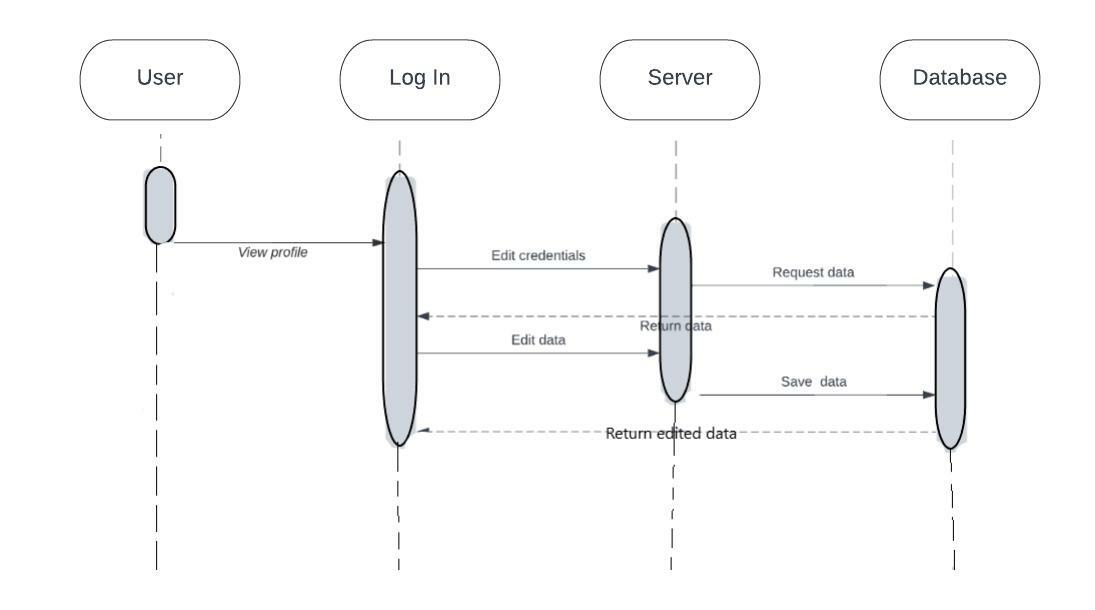 User
Log In
Server
Database
View profile
Edit credentials
Request data
Return data
Edit data
Save data
Return edited data